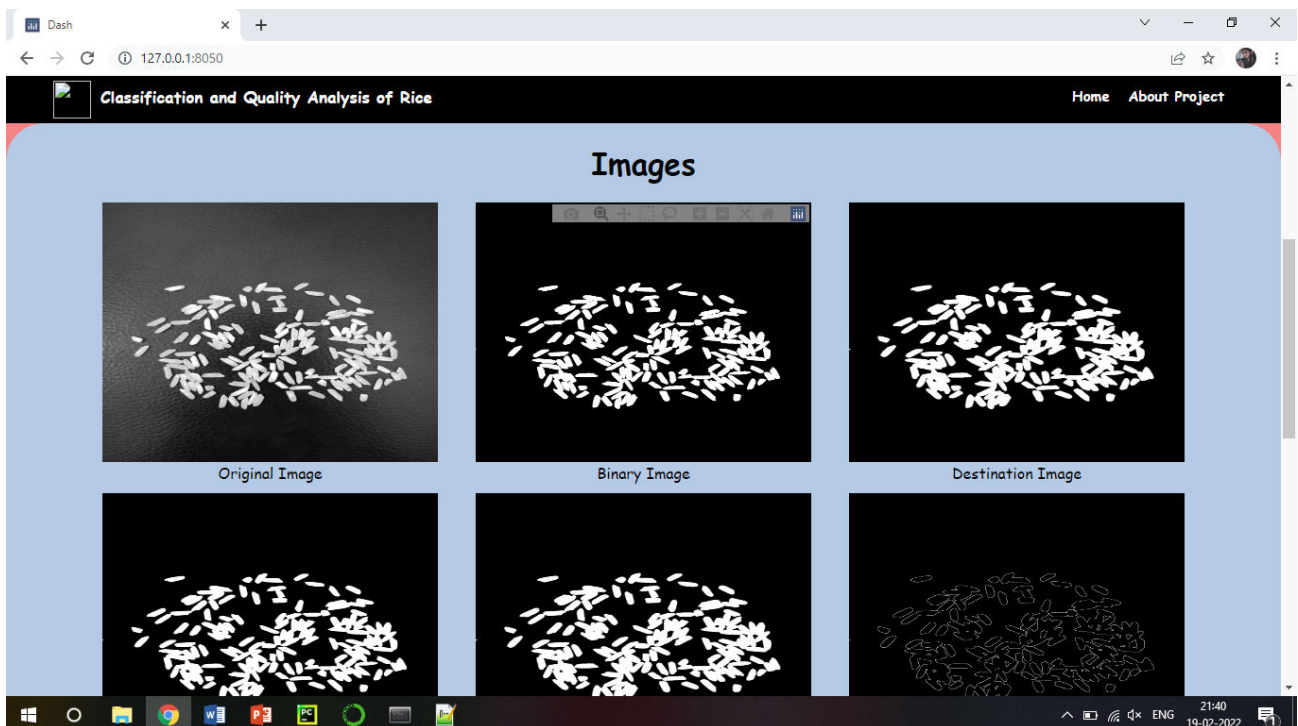 Dash
127.0.0.1:8050
Classification and Quality Analysis of Rice
Home About Project
Images
Original Image
Binary Image
Destination Image
ENG
21:40
19-02-2022